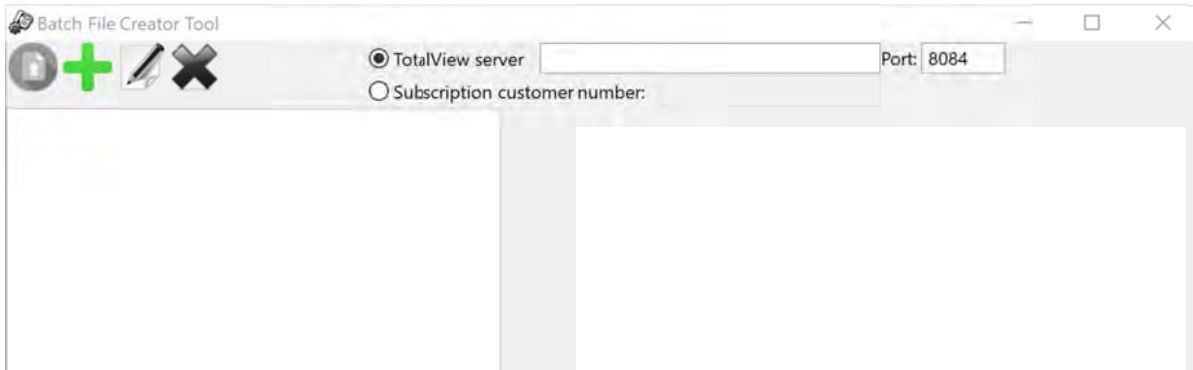 Batch File Creator Tool
TotalView server Port: 8084
Subscription customer number: